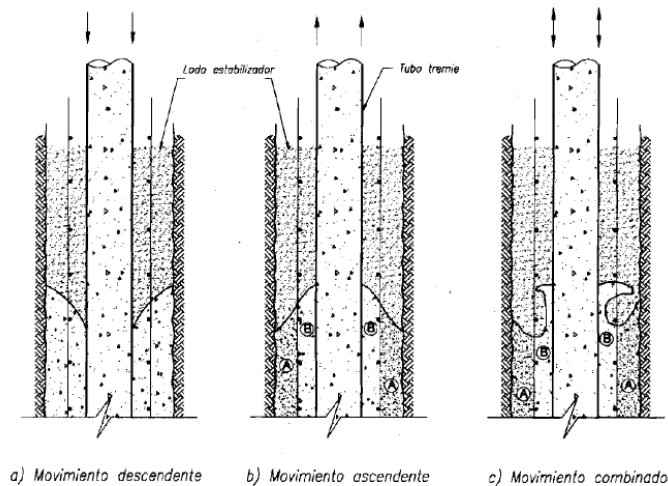 Lodo estabilizador
Tubo tremie
B
B
A
A
B
B
A
A
a) Movimiento descendente
b) Movimiento ascendente
c) Movimiento combinado